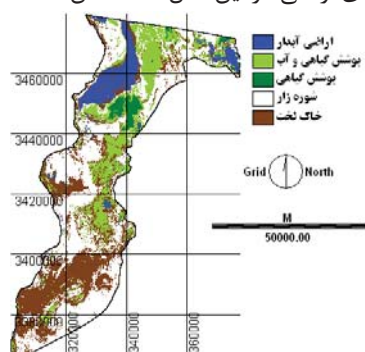 3460000
3440000
3420000
3400000
3380000
320000
340000
360000
اراضی آبدار
پوشش گیاهی و آب
پوشش گیاهی
شوره زار
خاک لخت
Grid North
M
50000.00